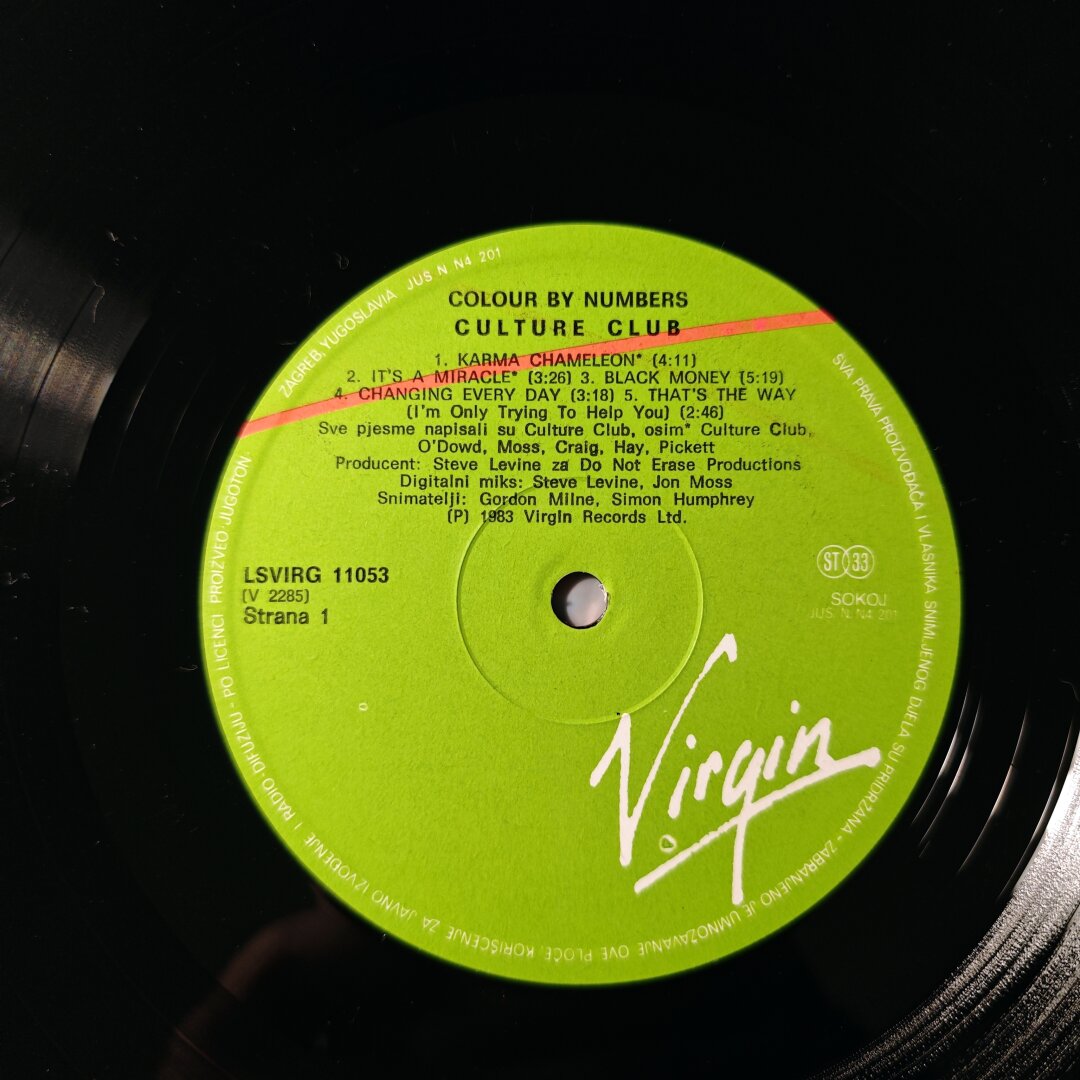 COLOUR BY NUMBERS
CULTURE CLUB
1. KARMA CHAMELEON* (4:11)
2. IT'S A MIRACLE* (3:26) 3. BLACK MONEY (5:19)
4. CHANGING EVERY DAY (3:18) 5. THAT'S THE WAY
(I'm Only Trying To Help You) (2:46)
Sve pjesme napisali su Culture Club, osim* Culture Club,
O'Dowd, Moss, Craig, Hay, Pickett
Producent: Steve Levine za Do Not Erase Productions
Digitalni miks: Steve Levine, Jon Moss
Snimatelji: Gordon Milne, Simon Humphrey
(P) 1983 Virgin Records Ltd.
LSVIRG 11053
(V 2285)
Strana 1
ST 33
SOKOJ
JUS. N. N4 201
Virgin
SVA PRAVA PROIZVOĐAČA I VLASNIKA SNIMLJENOG DJELA SU PRIDRŽANA - ZABRANJENO JE UMNOŽAVANJE OVE PLOČE, KORIŠĆENJE ZA JAVNO IZVOĐENJE I RADIO-DIFUZIJU - PO LICENCI PROIZVEO JUGOTON
ZAGREB, YUGOSLAVIA JUS N N4 201